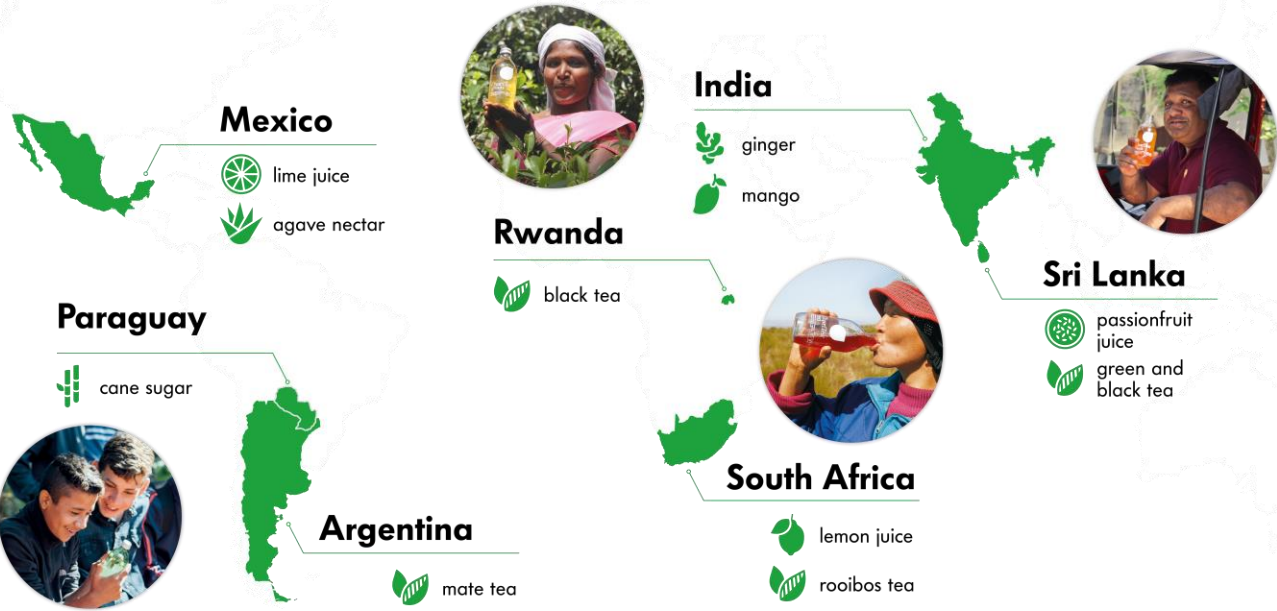 Mexico
lime juice
agave nectar
Rwanda
black tea
India
ginger
mango
Sri Lanka
passionfruit
juice
green and
black tea
Paraguay
cane sugar
Argentina
mate tea
South Africa
lemon juice
rooibos tea